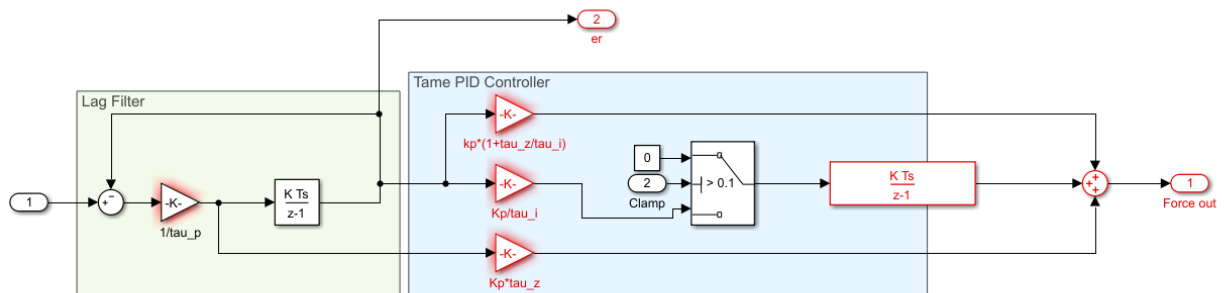 2
er
Tame PID Controller
Lag Filter
-K-
kp*(1+tau_z/tau_i)
0
K Ts
z-1
1
-K-
1/tau_p
K Ts
z-1
-K-
Kp/tau_i
2
Clamp
> 0.1
+
-
+
+
+
1
Force out
-K-
Kp*tau_z